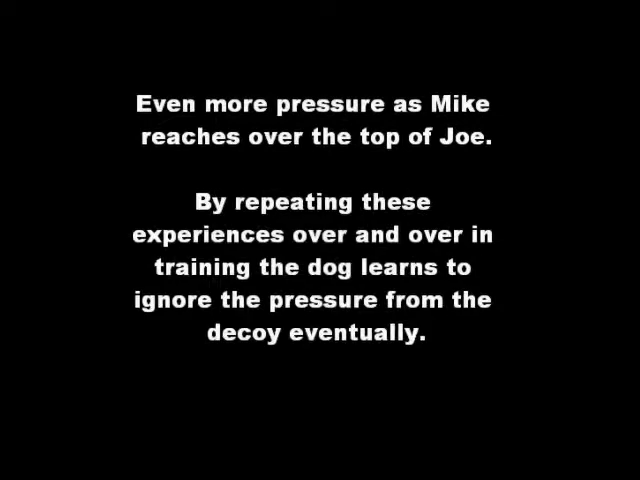 Even more pressure as Mike
reaches over the top of Joe.
By repeating these
experiences over and over in
training the dog learns to
ignore the pressure from the
decoy eventually.